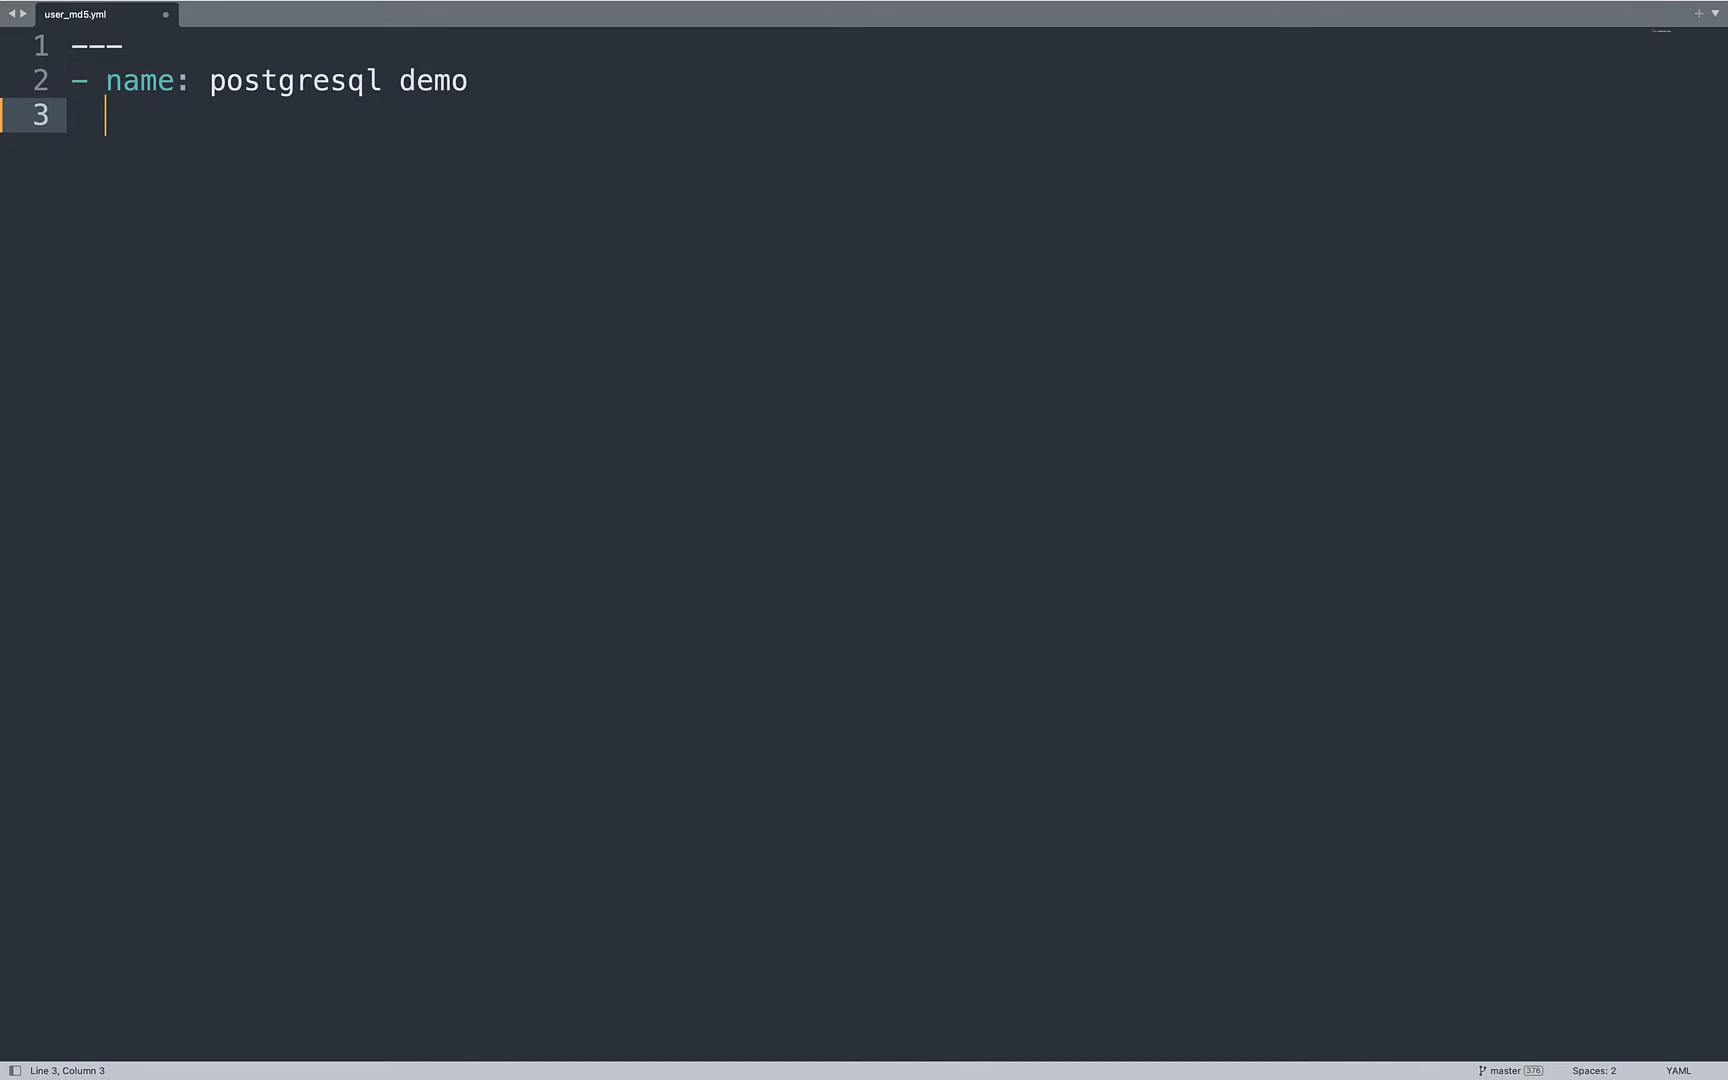 user_md5.yml
1 ---
2 - name: postgresql demo
3
Line 3, Column 3
master 376
Spaces: 2
YAML